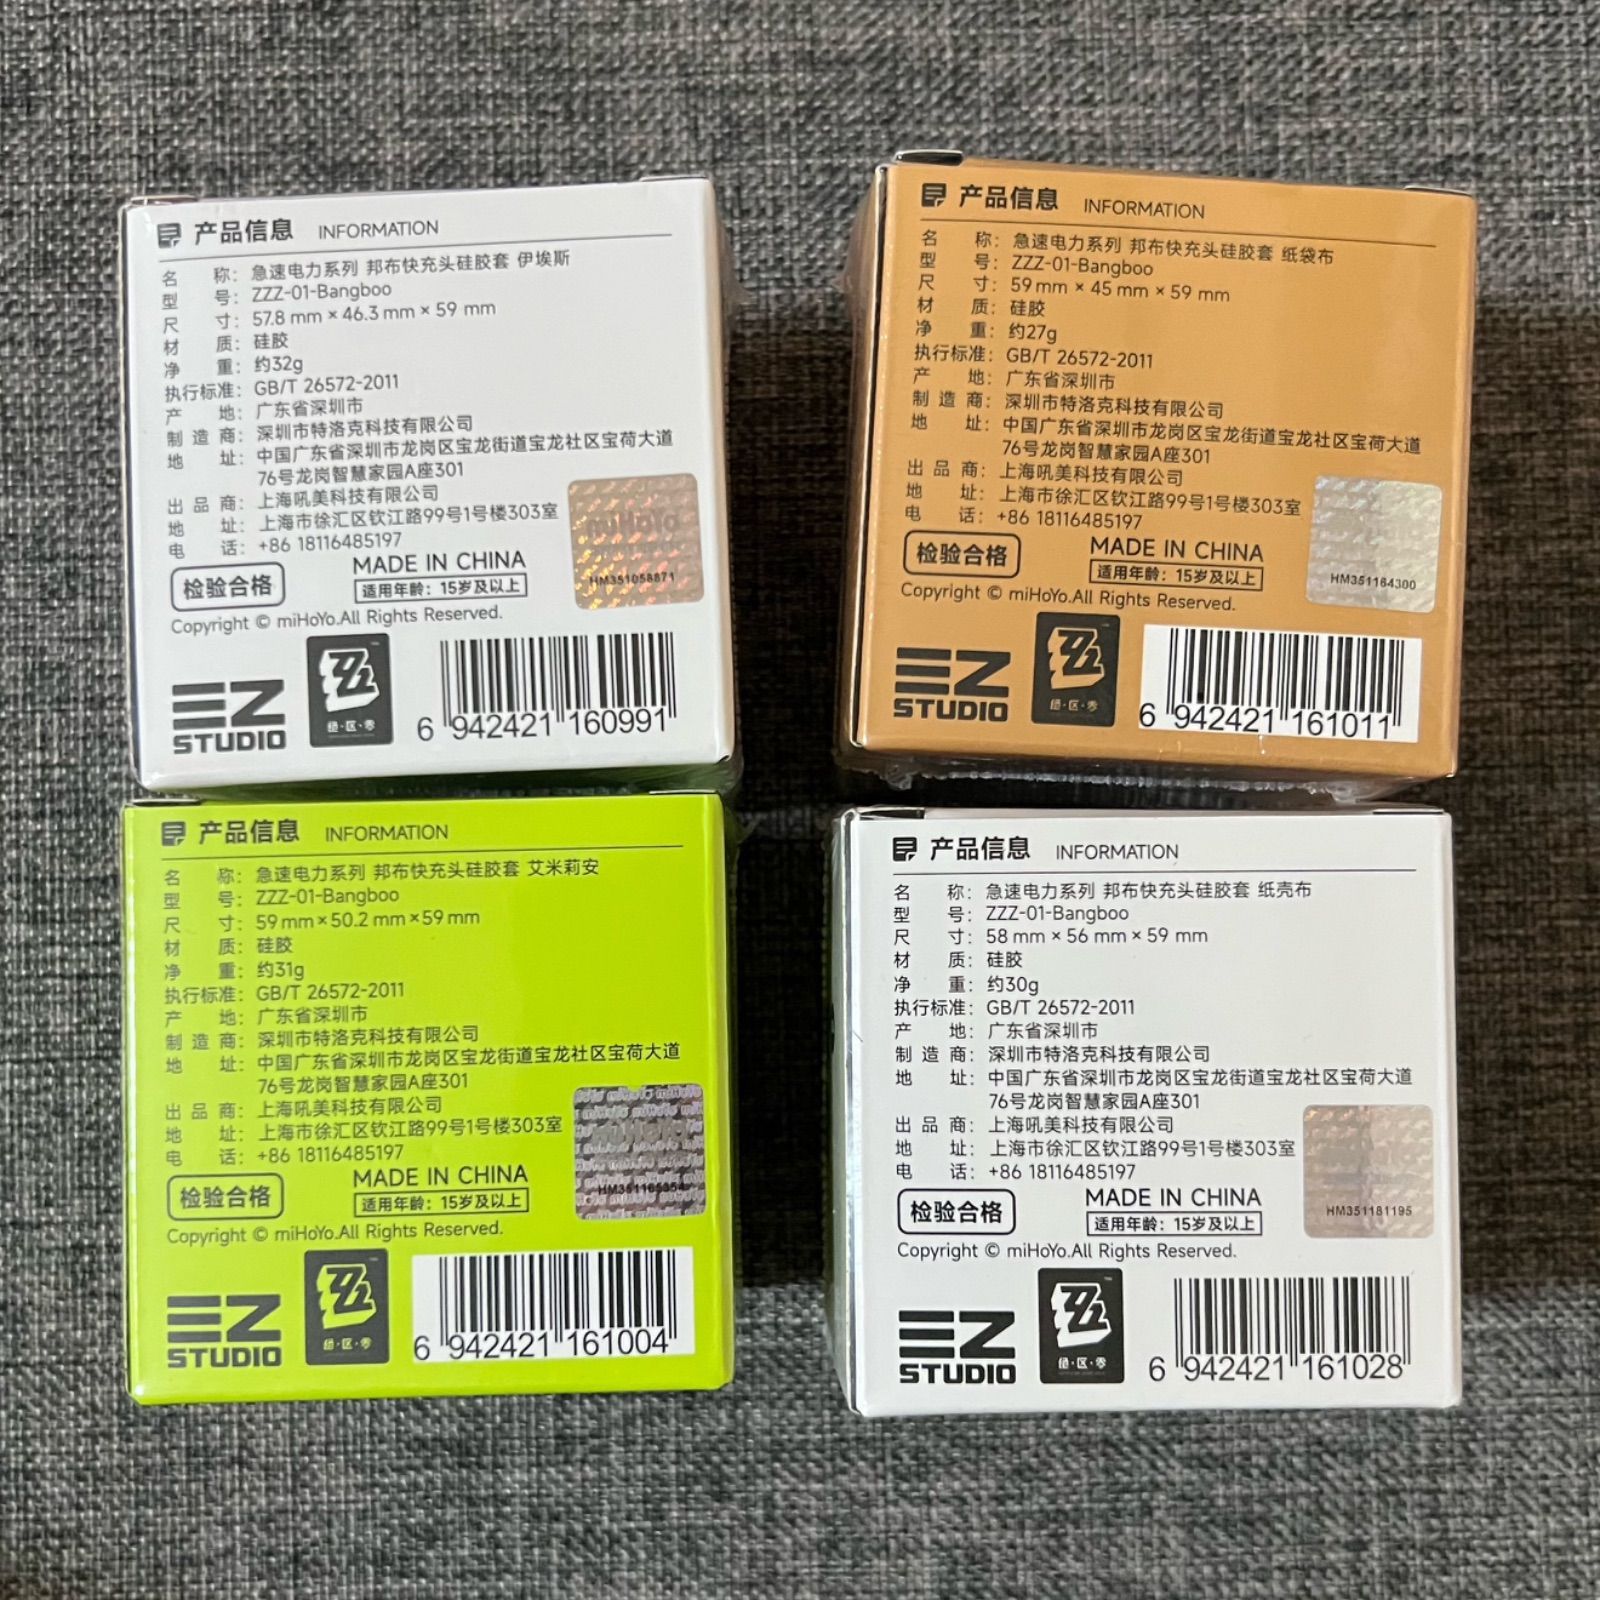 产品信息 INFORMATION
名 称：急速电力系列 邦布快充头硅胶套 伊埃斯
型 号：ZZZ-01-Bangboo
尺 寸：57.8 mm × 46.3 mm × 59 mm
材 质：硅胶
净 重：约32g
执行标准：GB/T 26572-2011
产 地：广东省深圳市
制 造 商：深圳市特洛克科技有限公司
地 址：中国广东省深圳市龙岗区宝龙街道宝龙社区宝荷大道
76号龙岗智慧家园A座301
出 品 商：上海吼美科技有限公司
地 址：上海市徐汇区钦江路99号1号楼303室
电 话：+86 18116485197
检验合格
MADE IN CHINA
适用年龄：15岁及以上
HM351058871
Copyright © miHoYo.All Rights Reserved.
EZ
STUDIO
绝·区·零
6 942421 160991
产品信息 INFORMATION
名 称：急速电力系列 邦布快充头硅胶套 纸袋布
型 号：ZZZ-01-Bangboo
尺 寸：59 mm × 45 mm × 59 mm
材 质：硅胶
净 重：约27g
执行标准：GB/T 26572-2011
产 地：广东省深圳市
制 造 商：深圳市特洛克科技有限公司
地 址：中国广东省深圳市龙岗区宝龙街道宝龙社区宝荷大道
76号龙岗智慧家园A座301
出 品 商：上海吼美科技有限公司
地 址：上海市徐汇区钦江路99号1号楼303室
电 话：+86 18116485197
检验合格
MADE IN CHINA
适用年龄：15岁及以上
HM351164300
Copyright © miHoYo.All Rights Reserved.
EZ
STUDIO
绝·区·零
6 942421 161011
产品信息 INFORMATION
名 称：急速电力系列 邦布快充头硅胶套 艾米莉安
型 号：ZZZ-01-Bangboo
尺 寸：59 mm × 50.2 mm × 59 mm
材 质：硅胶
净 重：约31g
执行标准：GB/T 26572-2011
产 地：广东省深圳市
制 造 商：深圳市特洛克科技有限公司
地 址：中国广东省深圳市龙岗区宝龙街道宝龙社区宝荷大道
76号龙岗智慧家园A座301
出 品 商：上海吼美科技有限公司
地 址：上海市徐汇区钦江路99号1号楼303室
电 话：+86 18116485197
检验合格
MADE IN CHINA
适用年龄：15岁及以上
Copyright © miHoYo.All Rights Reserved.
EZ
STUDIO
绝·区·零
6 942421 161004
产品信息 INFORMATION
名 称：急速电力系列 邦布快充头硅胶套 纸壳布
型 号：ZZZ-01-Bangboo
尺 寸：58 mm × 56 mm × 59 mm
材 质：硅胶
净 重：约30g
执行标准：GB/T 26572-2011
产 地：广东省深圳市
制 造 商：深圳市特洛克科技有限公司
地 址：中国广东省深圳市龙岗区宝龙街道宝龙社区宝荷大道
76号龙岗智慧家园A座301
出 品 商：上海吼美科技有限公司
地 址：上海市徐汇区钦江路99号1号楼303室
电 话：+86 18116485197
检验合格
MADE IN CHINA
适用年龄：15岁及以上
HM351181195
Copyright © miHoYo.All Rights Reserved.
EZ
STUDIO
绝·区·零
6 942421 161028